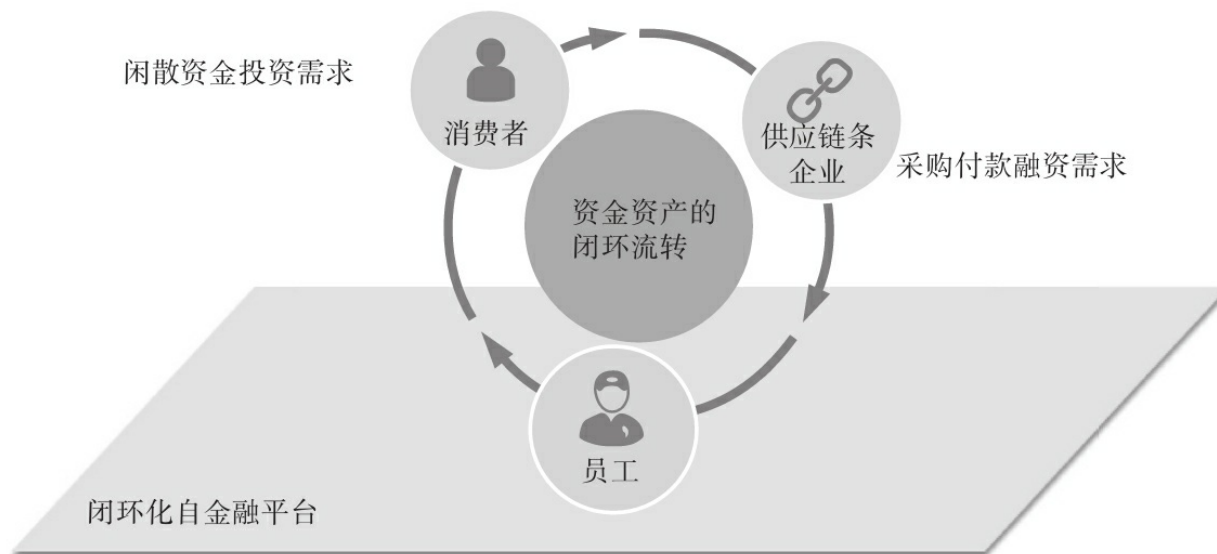 闲散资金投资需求
消费者
供应链条
企业
采购付款融资需求
资金资产的
闭环流转
员工
闭环化自金融平台